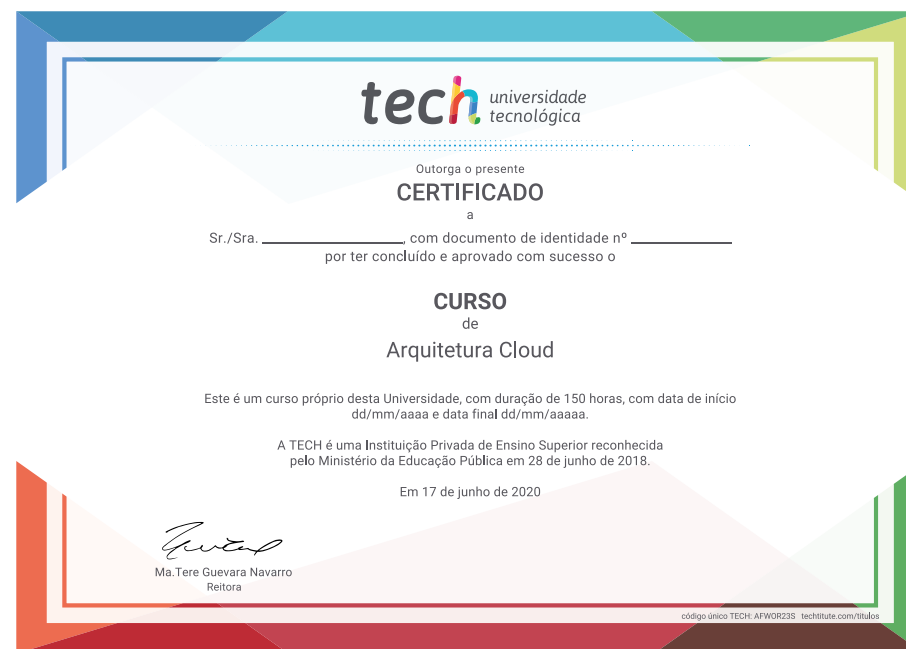 tech universidade
tecnológica
Outorga o presente
CERTIFICADO
a
Sr./Sra. ________________, com documento de identidade nº ____________
por ter concluído e aprovado com sucesso o
CURSO
de
Arquitetura Cloud
Este é um curso próprio desta Universidade, com duração de 150 horas, com data de início
dd/mm/aaaa e data final dd/mm/aaaaa.
A TECH é uma Instituição Privada de Ensino Superior reconhecida
pelo Ministério da Educação Pública em 28 de junho de 2018.
Em 17 de junho de 2020
Ma.Tere Guevara Navarro
Reitora
código único TECH: AFWOR23S techtitute.com/titulos